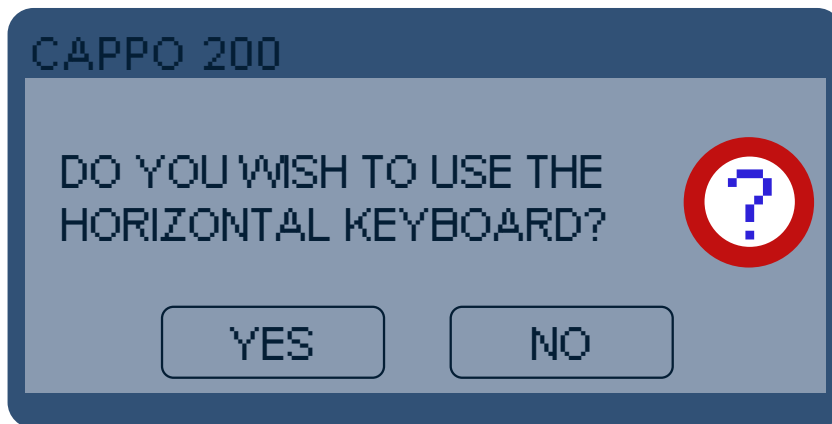 CAPPO 200
DO YOU WISH TO USE THE
HORIZONTAL KEYBOARD?
?
YES NO